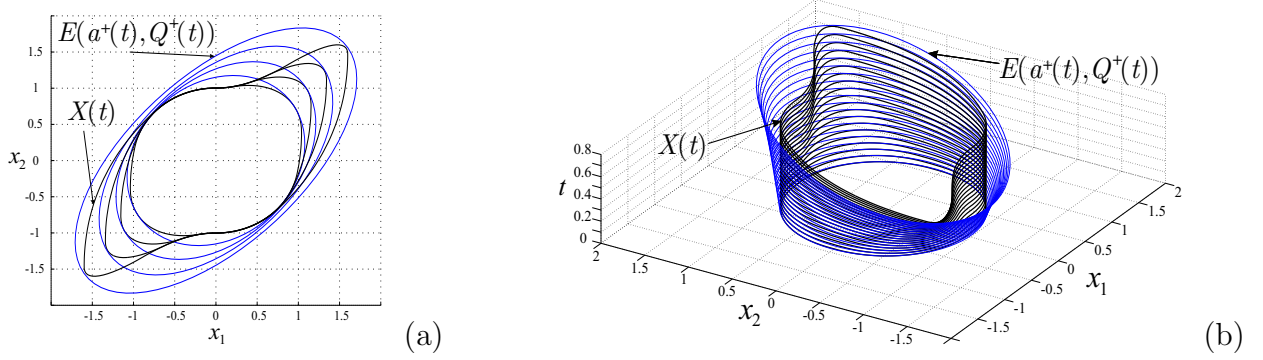 E(a⁺(t), Q⁺(t))
X(t)
1.5
1
0.5
0
-0.5
-1
-1.5
x₂
-1.5 -1 -0.5 0 0.5 1 1.5
x₁
(a)
E(a⁺(t), Q⁺(t))
X(t)
0.8
0.6
0.4
0.2
0
t
2 1.5 1 0.5 0 -0.5 -1 -1.5
x₂
-1.5 -1 -0.5 0 0.5 1 1.5 2
x₁
(b)